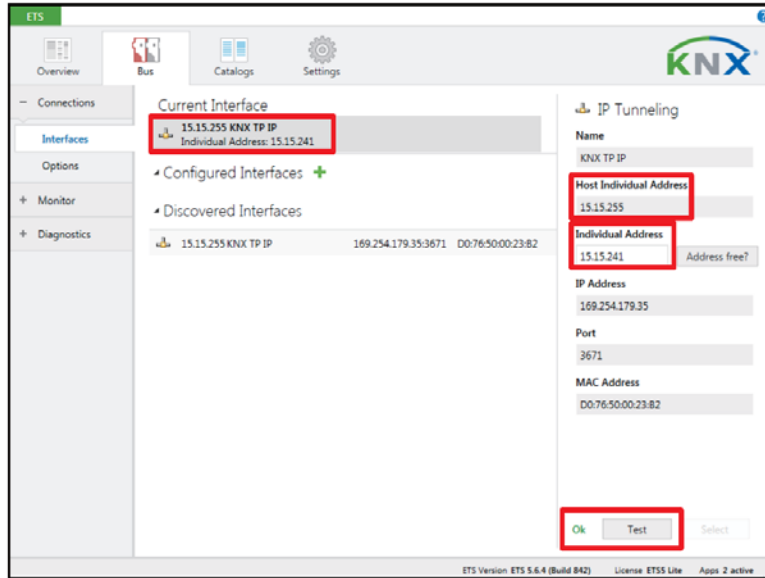 ETS
?
Overview
Bus
Catalogs
Settings
KNX
− Connections
Interfaces
Options
+ Monitor
+ Diagnostics
Current Interface
15.15.255 KNX TP IP
Individual Address: 15.15.241
Configured Interfaces +
Discovered Interfaces
15.15.255 KNX TP IP 169.254.179.35:3671 D0:76:50:00:23:B2
IP Tunneling
Name
KNX TP IP
Host Individual Address
15.15.255
Individual Address
15.15.241 Address free?
IP Address
169.254.179.35
Port
3671
MAC Address
D0:76:50:00:23:B2
Ok Test Select
ETS Version ETS 5.6.4 (Build 842) License ETS5 Lite Apps 2 active